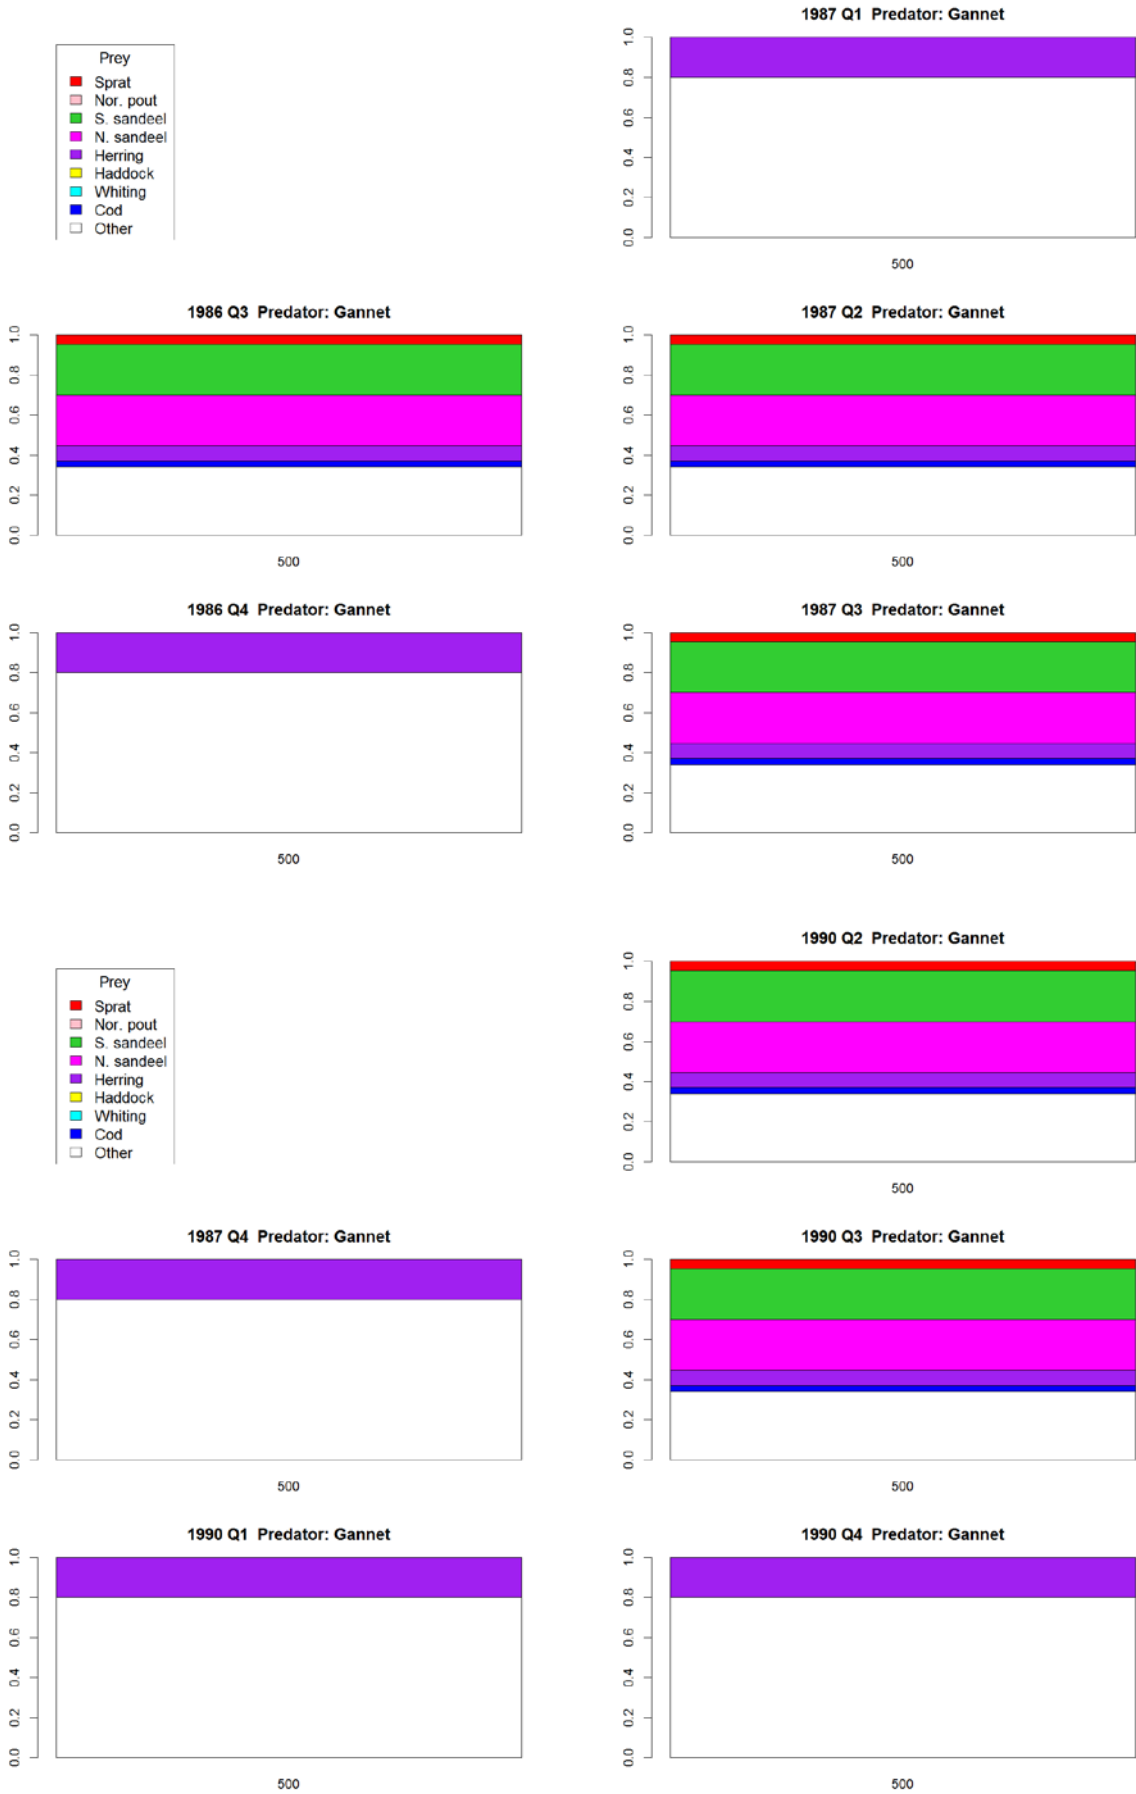 Prey
Sprat
Nor. pout
S. sandeel
N. sandeel
Herring
Haddock
Whiting
Cod
Other
1987 Q1 Predator: Gannet
1.0
0.8
0.6
0.4
0.2
0.0
500
1986 Q3 Predator: Gannet
1.0
0.8
0.6
0.4
0.2
0.0
500
1987 Q2 Predator: Gannet
1.0
0.8
0.6
0.4
0.2
0.0
500
1986 Q4 Predator: Gannet
1.0
0.8
0.6
0.4
0.2
0.0
500
1987 Q3 Predator: Gannet
1.0
0.8
0.6
0.4
0.2
0.0
500
Prey
Sprat
Nor. pout
S. sandeel
N. sandeel
Herring
Haddock
Whiting
Cod
Other
1990 Q2 Predator: Gannet
1.0
0.8
0.6
0.4
0.2
0.0
500
1987 Q4 Predator: Gannet
1.0
0.8
0.6
0.4
0.2
0.0
500
1990 Q3 Predator: Gannet
1.0
0.8
0.6
0.4
0.2
0.0
500
1990 Q1 Predator: Gannet
1.0
0.8
0.6
0.4
0.2
0.0
500
1990 Q4 Predator: Gannet
1.0
0.8
0.6
0.4
0.2
0.0
500